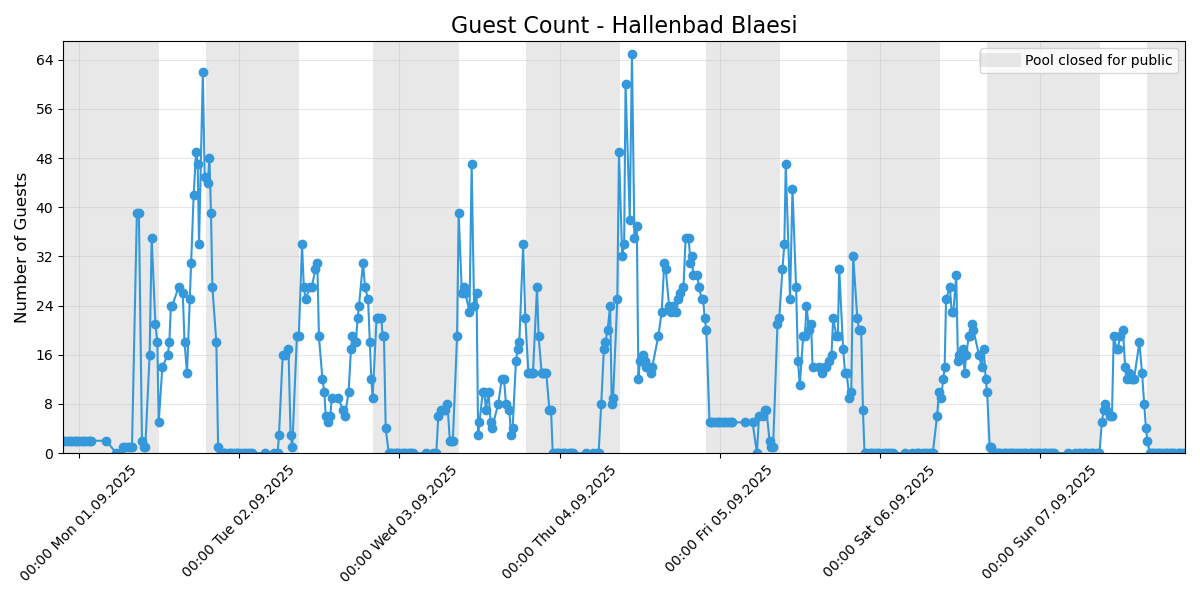 Guest Count - Hallenbad Blaesi
Pool closed for public
Number of Guests
64
56
48
40
32
24
16
8
0
00:00 Mon 01.09.2025
00:00 Tue 02.09.2025
00:00 Wed 03.09.2025
00:00 Thu 04.09.2025
00:00 Fri 05.09.2025
00:00 Sat 06.09.2025
00:00 Sun 07.09.2025